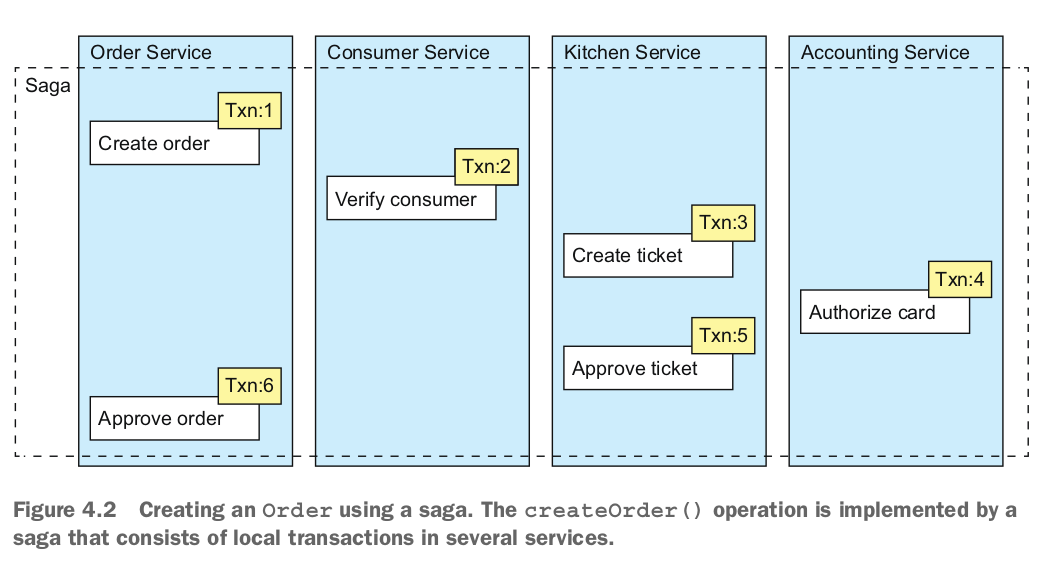 Order Service
Consumer Service
Kitchen Service
Accounting Service
Saga
Txn:1
Create order
Txn:2
Verify consumer
Txn:3
Create ticket
Txn:4
Authorize card
Txn:5
Approve ticket
Txn:6
Approve order
Figure 4.2 Creating an Order using a saga. The createOrder() operation is implemented by a
saga that consists of local transactions in several services.